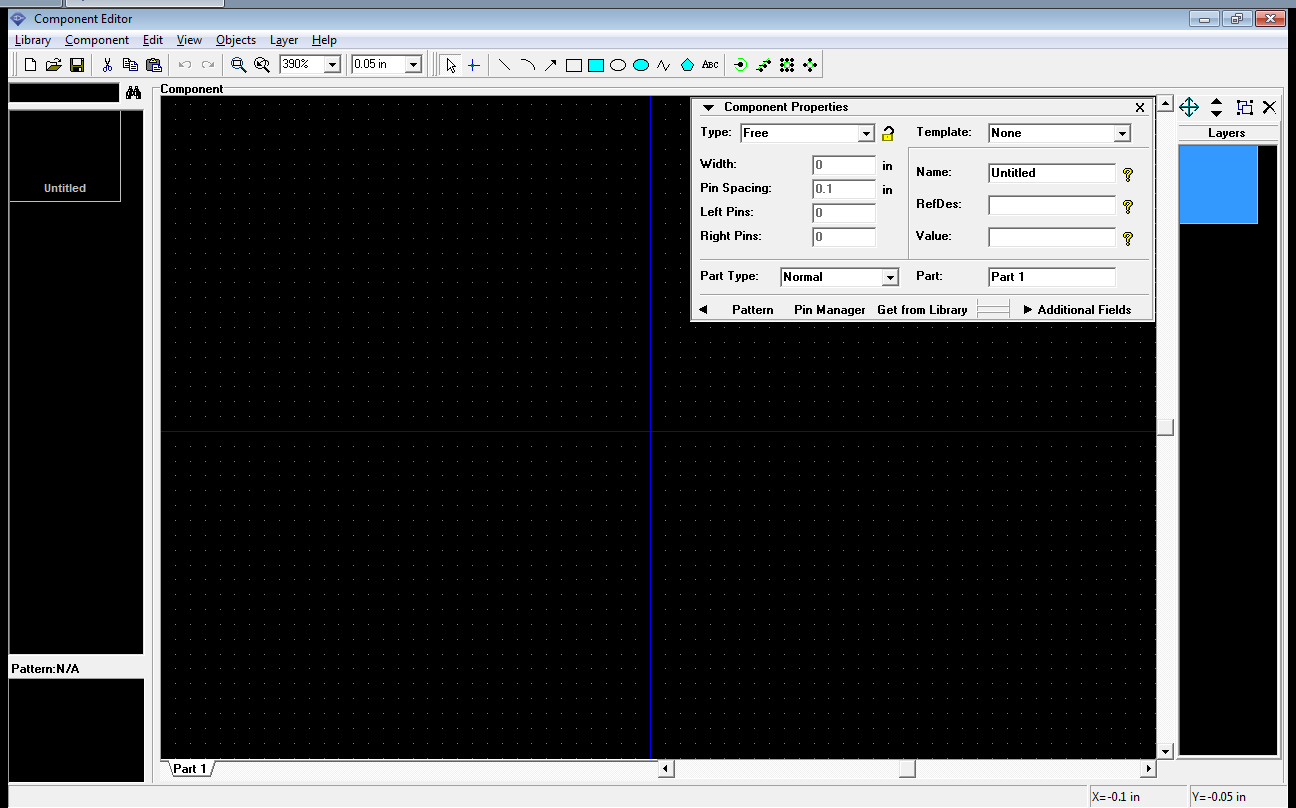 Component Editor
Library Component Edit View Objects Layer Help
390% 0.05 in ABC
Component
Untitled
Pattern:N/A
Component Properties
Type: Free Template: None
Width: 0 in
Pin Spacing: 0.1 in
Left Pins: 0
Right Pins: 0
Name: Untitled
RefDes:
Value:
Part Type: Normal Part: Part 1
Pattern Pin Manager Get from Library Additional Fields
Layers
Part 1
X=-0.1 in Y=-0.05 in